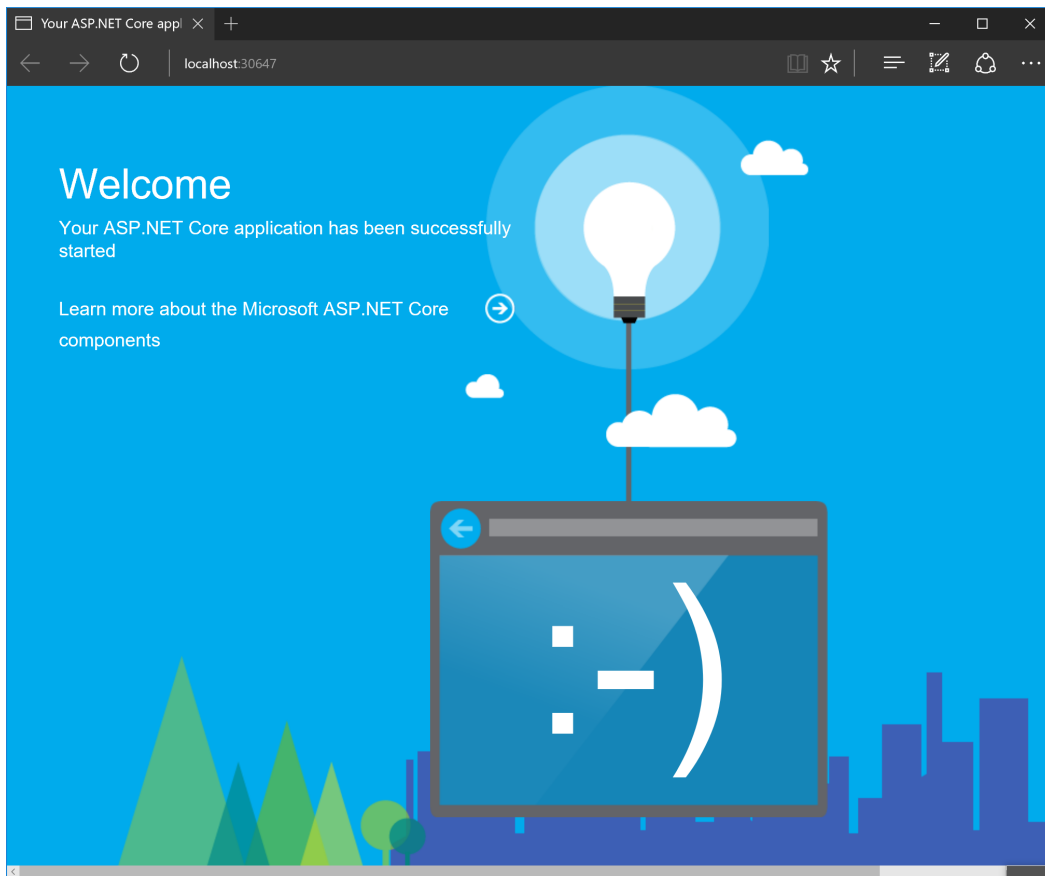 Your ASP.NET Core appl
localhost:30647
Welcome
Your ASP.NET Core application has been successfully
started
Learn more about the Microsoft ASP.NET Core
components
:-)